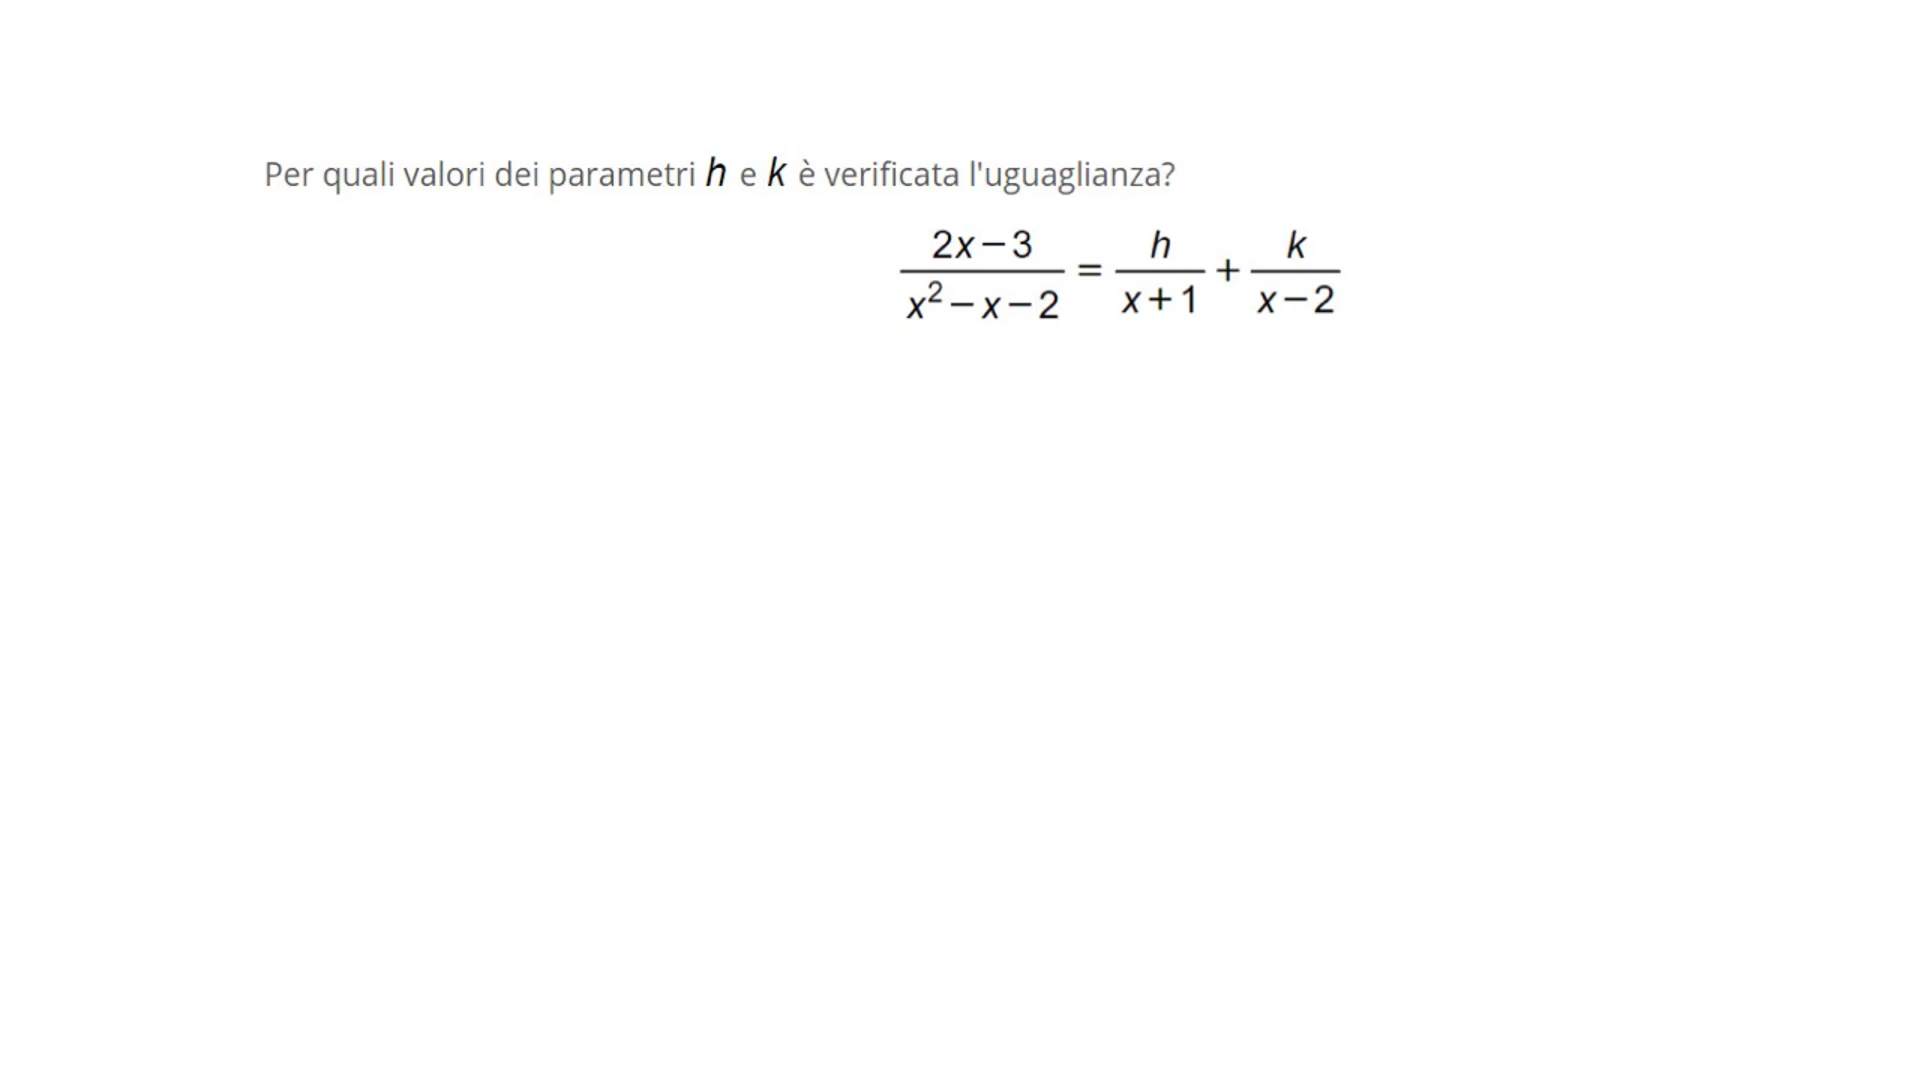 Per quali valori dei parametri h e k è verificata l'uguaglianza?
(2x−3)/(x²−x−2) = h/(x+1) + k/(x−2)